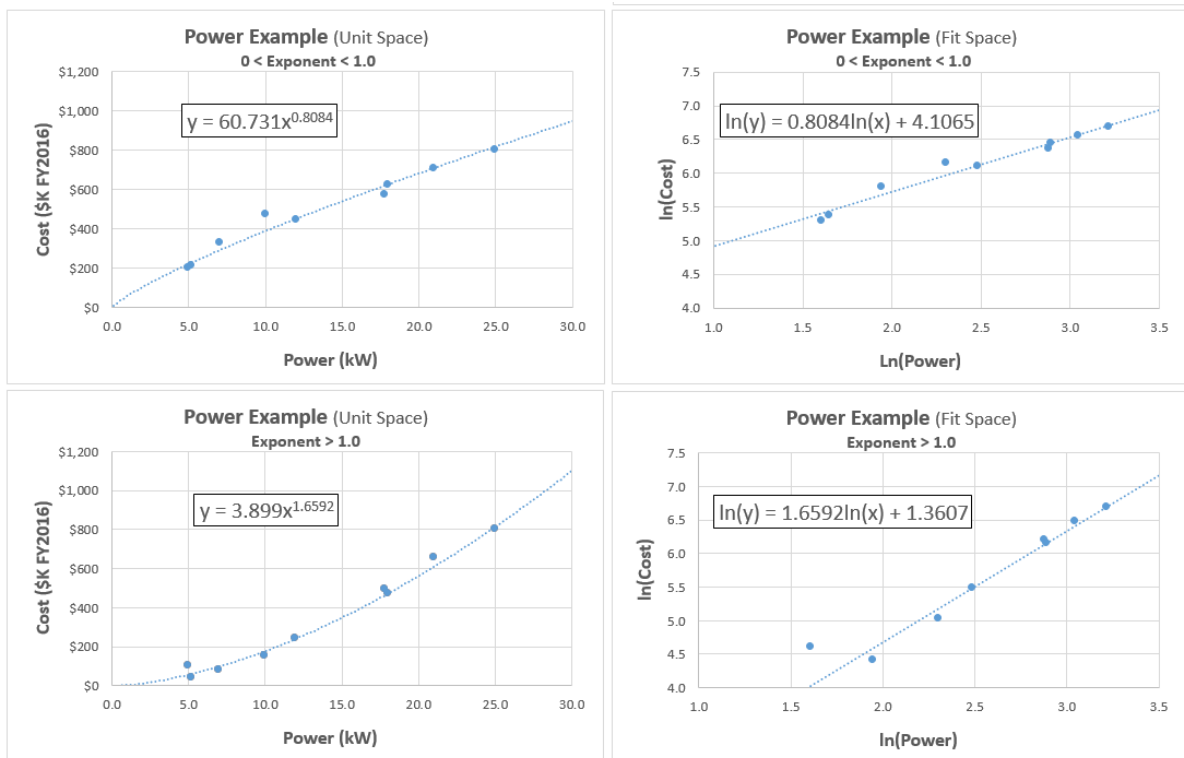 Power Example (Unit Space)
0 < Exponent < 1.0
$1,200
$1,000
$800
$600
$400
$200
$0
y = 60.731x^0.8084
Cost ($K FY2016)
0.0 5.0 10.0 15.0 20.0 25.0 30.0
Power (kW)
Power Example (Fit Space)
0 < Exponent < 1.0
7.5
7.0
6.5
6.0
5.5
5.0
4.5
4.0
ln(y) = 0.8084ln(x) + 4.1065
ln(Cost)
1.0 1.5 2.0 2.5 3.0 3.5
Ln(Power)
Power Example (Unit Space)
Exponent > 1.0
$1,200
$1,000
$800
$600
$400
$200
$0
y = 3.899x^1.6592
Cost ($K FY2016)
0.0 5.0 10.0 15.0 20.0 25.0 30.0
Power (kW)
Power Example (Fit Space)
Exponent > 1.0
7.5
7.0
6.5
6.0
5.5
5.0
4.5
4.0
ln(y) = 1.6592ln(x) + 1.3607
ln(Cost)
1.0 1.5 2.0 2.5 3.0 3.5
ln(Power)